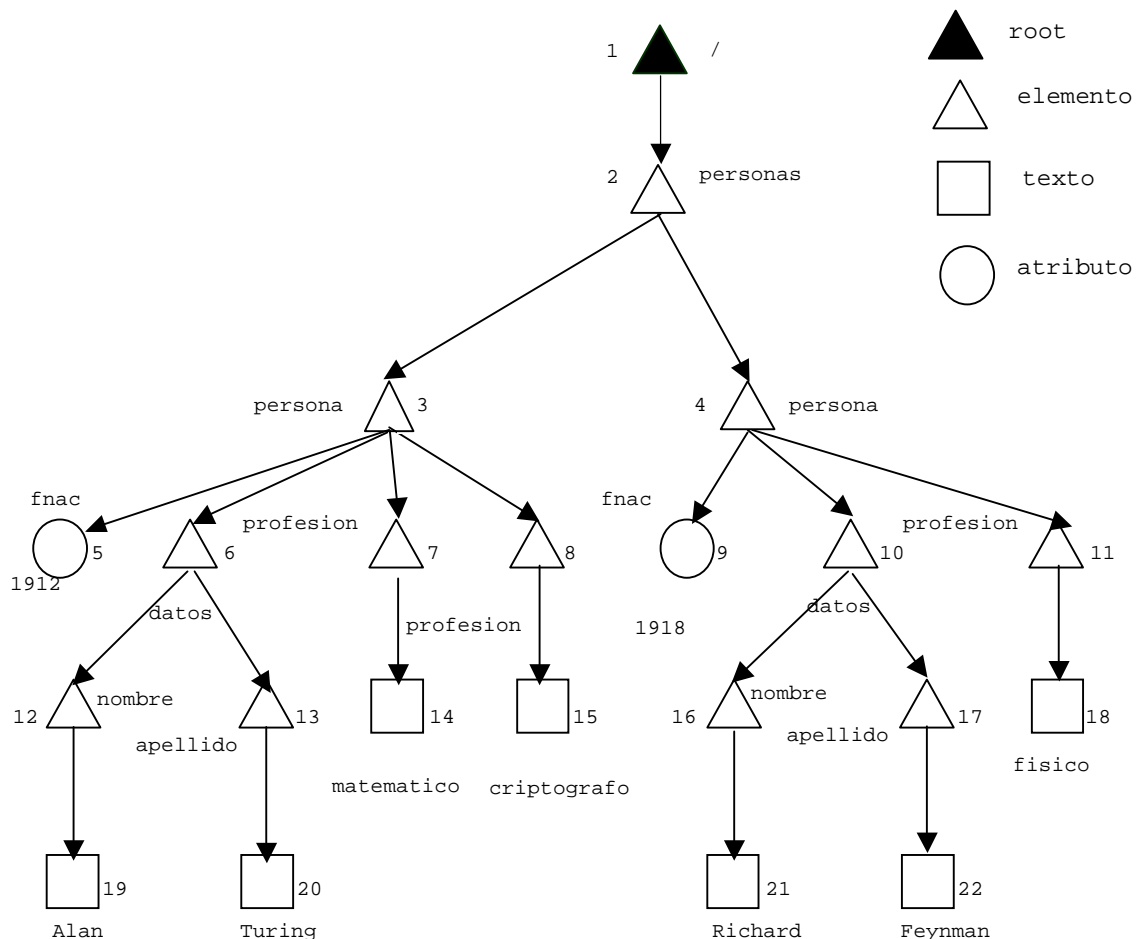 1 / root
elemento
2 personas
texto
atributo
persona 3 4 persona
fnac fnac
profesion profesion
5 6 7 8 9 10 11
1912
datos datos
profesion 1918
nombre nombre
12 13 14 15 16 17 18
apellido apellido
fisico
matematico criptografo
19 20 21 22
Alan Turing Richard Feynman